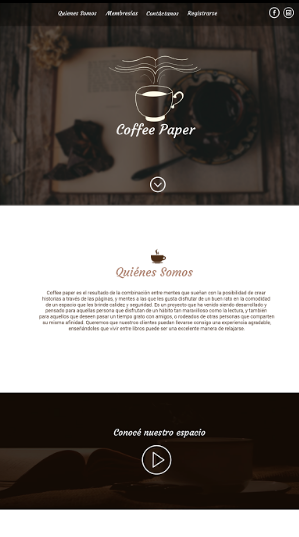 Quienes Somos   Membresías   Contáctanos   Registrarse
Coffee Paper
Quiénes Somos
Coffee paper es el resultado de la combinación entre mentes que sueñan con la posibilidad de crear
historias a través de las páginas, y mentes a las que les gusta disfrutar de un buen rato en la comodidad
de un espacio que les brinde calidez y seguridad. Es un proyecto que ha venido siendo desarrollado y
pensado para aquellas persona que disfrutan de un hábito tan maravilloso como la lectura, y también
para aquellos que deseen pasar un tiempo grato con amigos, o rodeados de otras personas que comparten
su misma afinidad. Queremos que nuestros clientes puedan llevarse consigo una experiencia agradable,
enseñándoles que vivir entre libros puede ser una excelente manera de relajarse.
Conocé nuestro espacio